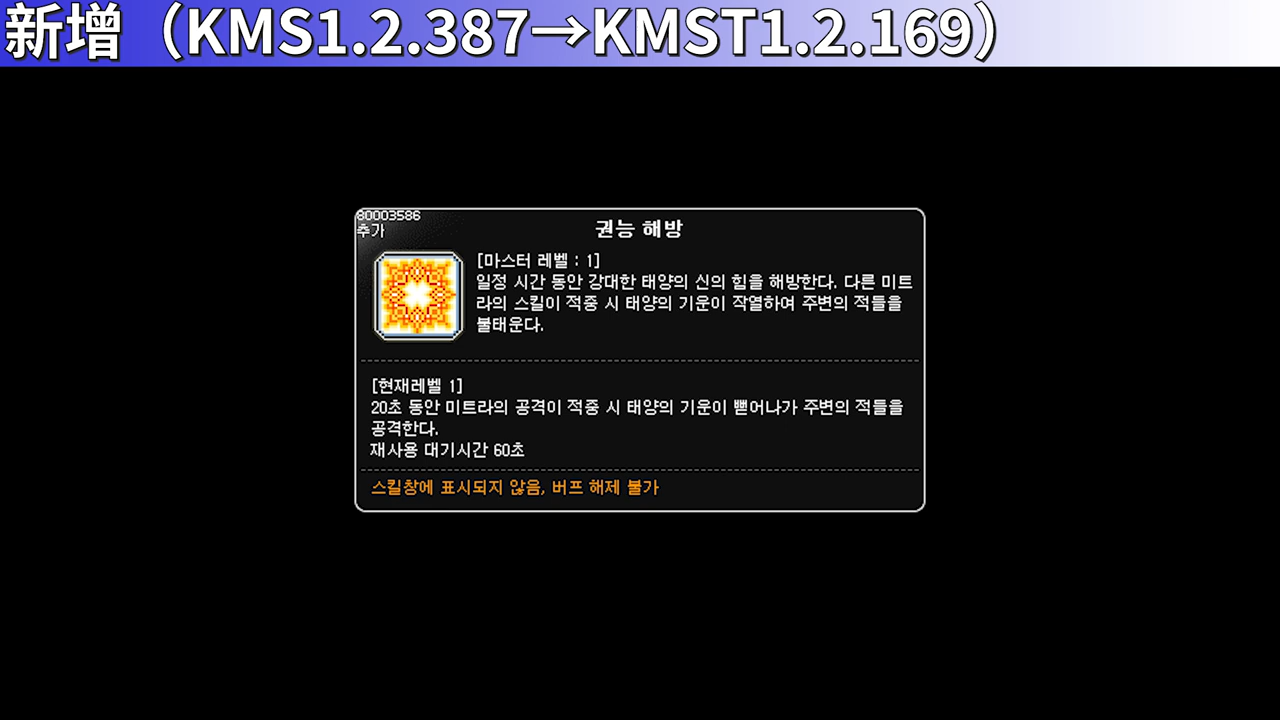 新增（KMS1.2.387→KMST1.2.169）
80003586
추가
권능 해방
[마스터 레벨 : 1]
일정 시간 동안 강대한 태양의 신의 힘을 해방한다. 다른 미트
라의 스킬이 적중 시 태양의 기운이 작열하여 주변의 적들을
불태운다.
[현재레벨 1]
20초 동안 미트라의 공격이 적중 시 태양의 기운이 뻗어나가 주변의 적들을
공격한다.
재사용 대기시간 60초
스킬창에 표시되지 않음, 버프 해제 불가